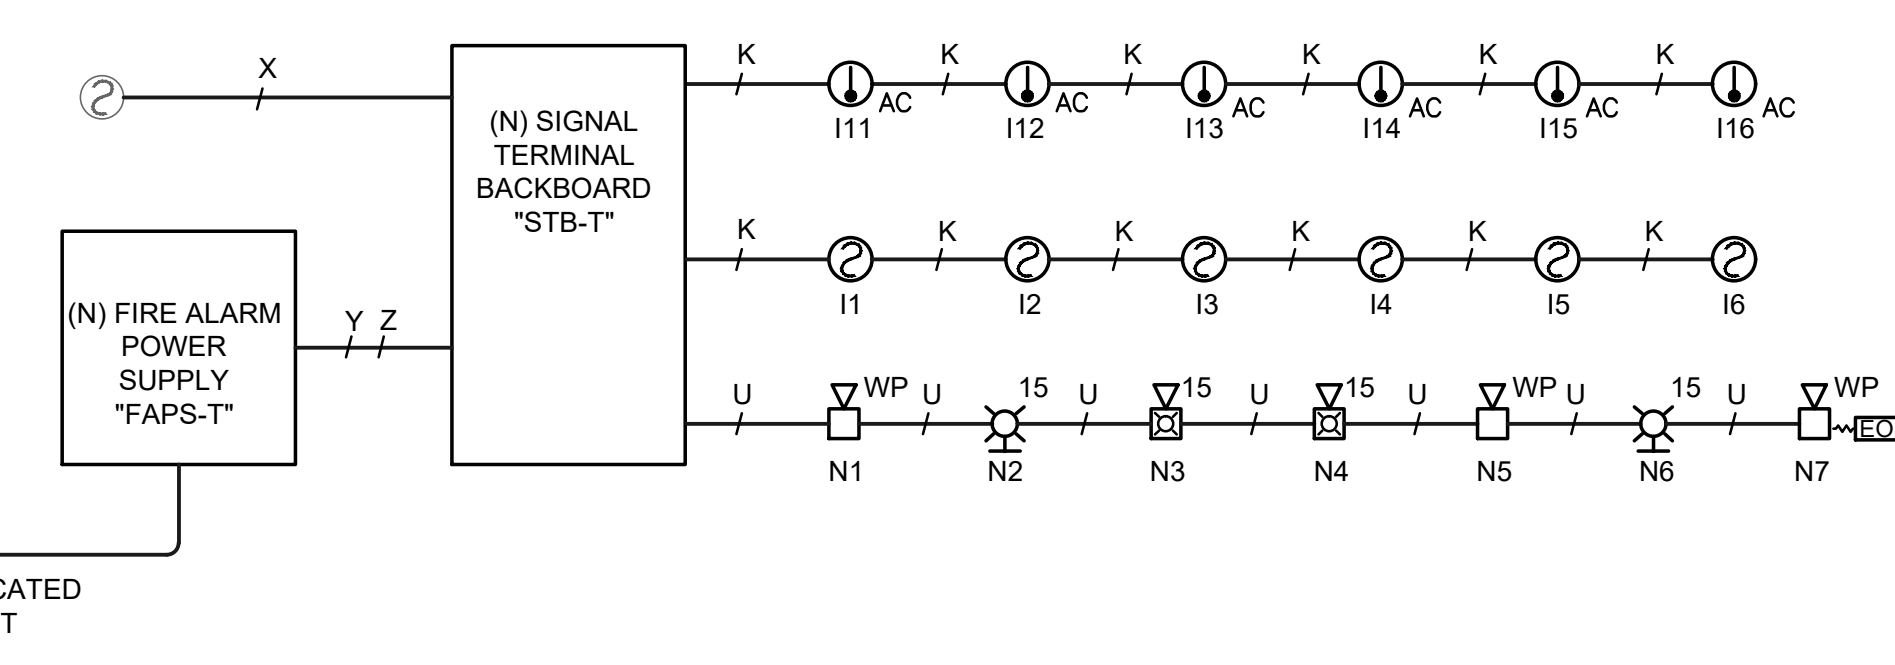 K K K K K K
X
AC AC AC AC AC AC
I11 I12 I13 I14 I15 I16
(N) SIGNAL
TERMINAL
BACKBOARD
"STB-T"
K K K K K K
I1 I2 I3 I4 I5 I6
(N) FIRE ALARM
POWER
SUPPLY
"FAPS-T"
Y Z
U WP U 15 U 15 U 15 U WP U 15 U WP
EO
N1 N2 N3 N4 N5 N6 N7
CATED
T